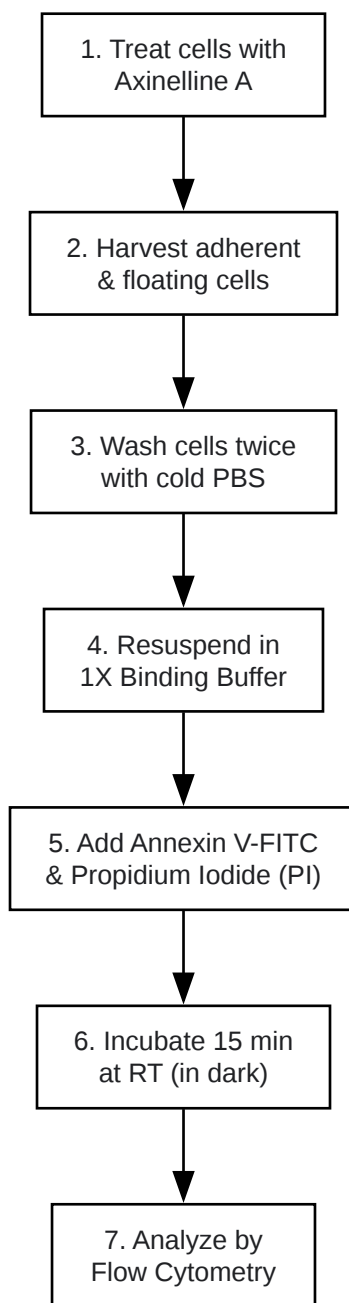 1. Treat cells with
Axinelline A
2. Harvest adherent
& floating cells
3. Wash cells twice
with cold PBS
4. Resuspend in
1X Binding Buffer
5. Add Annexin V-FITC
& Propidium Iodide (PI)
6. Incubate 15 min
at RT (in dark)
7. Analyze by
Flow Cytometry